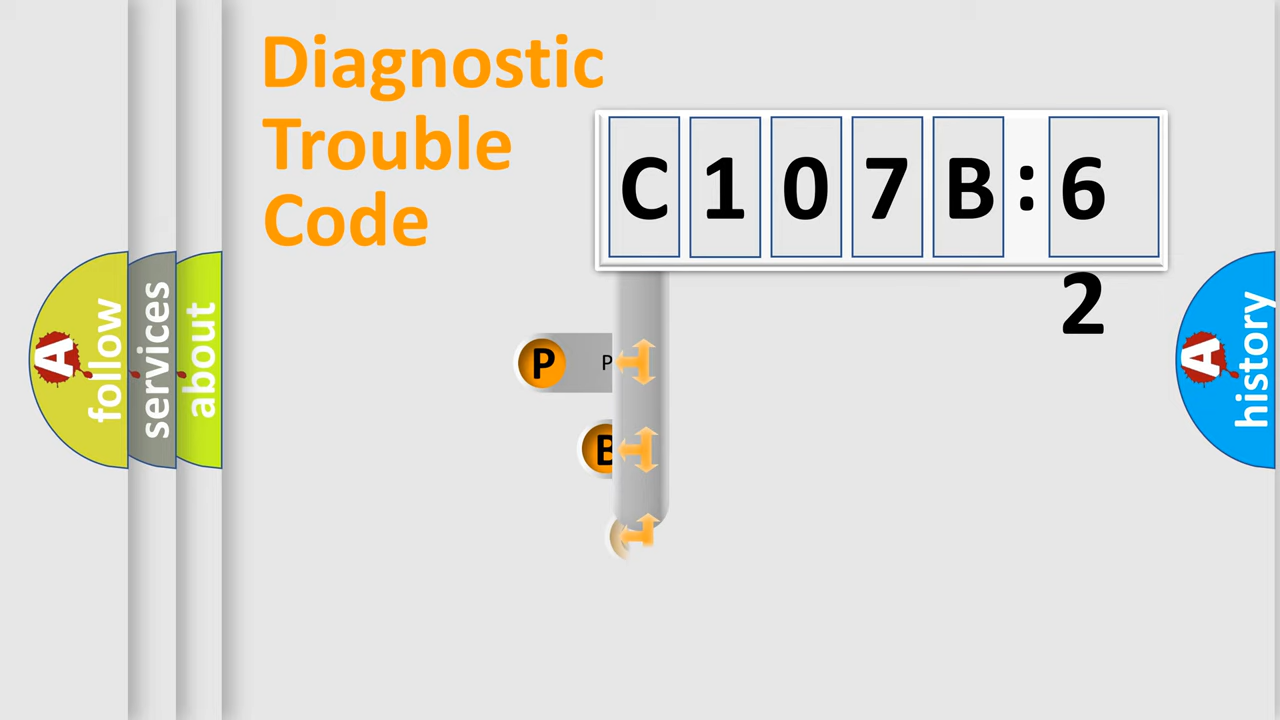 Diagnostic
Trouble
Code
C107B:6
2
P
P
B
A follow
services
about
A history